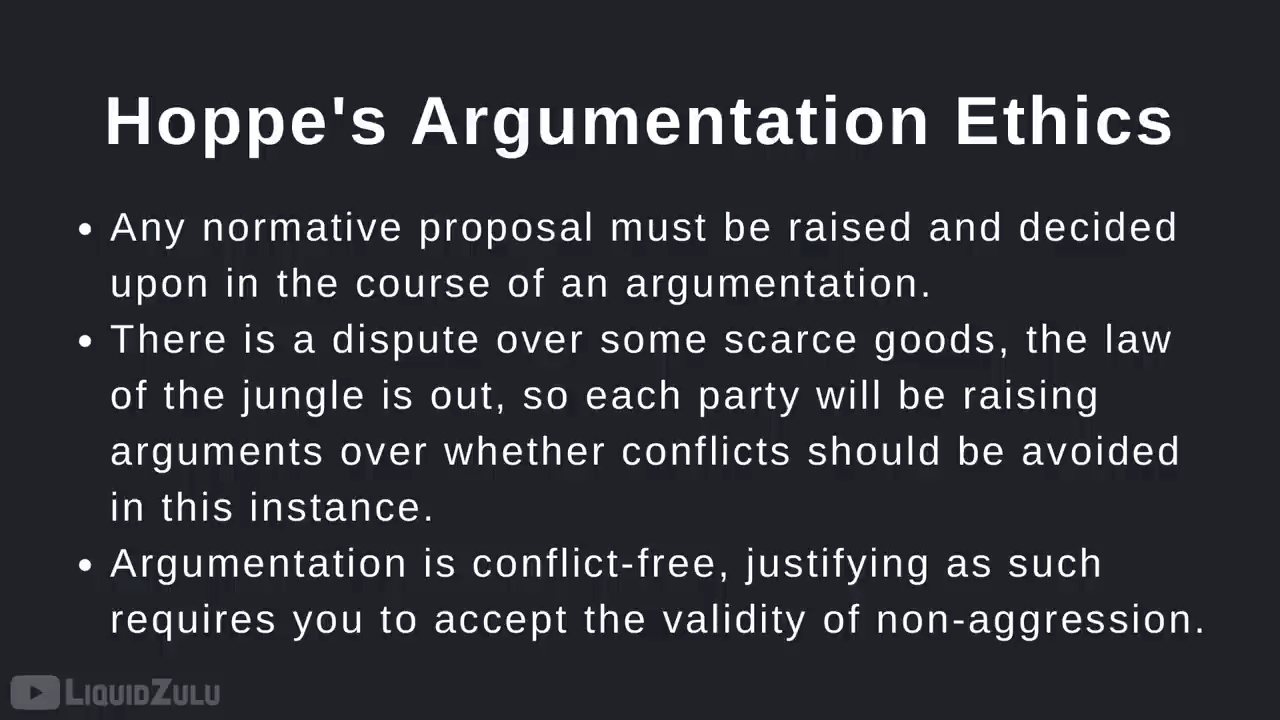 Hoppe's Argumentation Ethics
• Any normative proposal must be raised and decided
upon in the course of an argumentation.
• There is a dispute over some scarce goods, the law
of the jungle is out, so each party will be raising
arguments over whether conflicts should be avoided
in this instance.
• Argumentation is conflict-free, justifying as such
requires you to accept the validity of non-aggression.
LiquidZulu